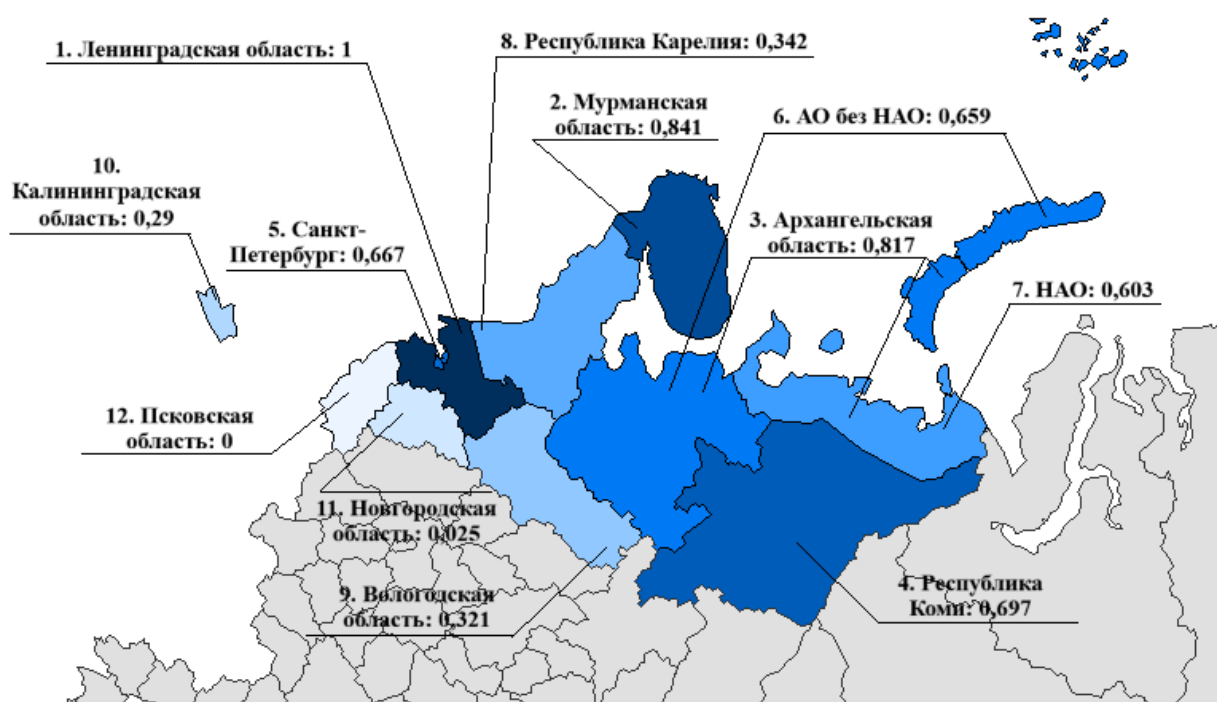 1. Ленинградская область: 1
8. Республика Карелия: 0,342
2. Мурманская
область: 0,841
6. АО без НАО: 0,659
10.
Калининградская
область: 0,29
5. Санкт-
Петербург: 0,667
3. Архангельская
область: 0,817
7. НАО: 0,603
12. Псковская
область: 0
11. Новгородская
область: 0,025
9. Вологодская
область: 0,321
4. Республика
Коми: 0,697